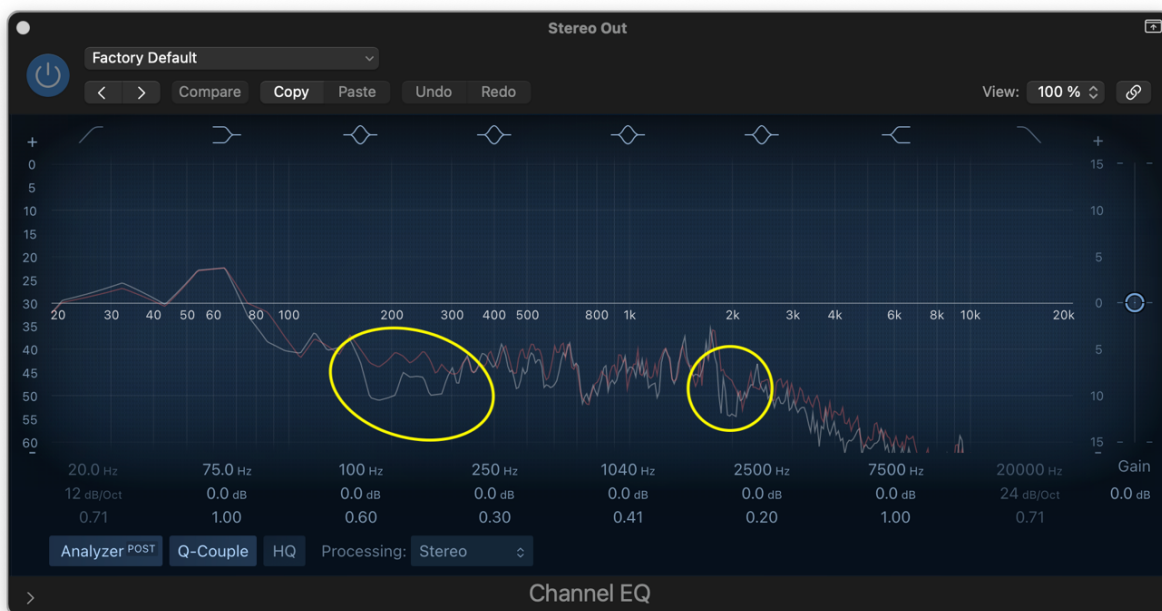 Stereo Out
Factory Default
Compare Copy Paste Undo Redo View: 100 %
+ +
0 15
5
10 10
15
20 5
25
30 0
20 30 40 50 60 80 100 200 300 400 500 800 1k 2k 3k 4k 6k 8k 10k 20k
35
40 5
45
50 10
55
60 15
- -
20.0 Hz 75.0 Hz 100 Hz 250 Hz 1040 Hz 2500 Hz 7500 Hz 20000 Hz Gain
12 dB/Oct 0.0 dB 0.0 dB 0.0 dB 0.0 dB 0.0 dB 0.0 dB 24 dB/Oct 0.0 dB
0.71 1.00 0.60 0.30 0.41 0.20 1.00 0.71
Analyzer POST Q-Couple HQ Processing: Stereo
Channel EQ